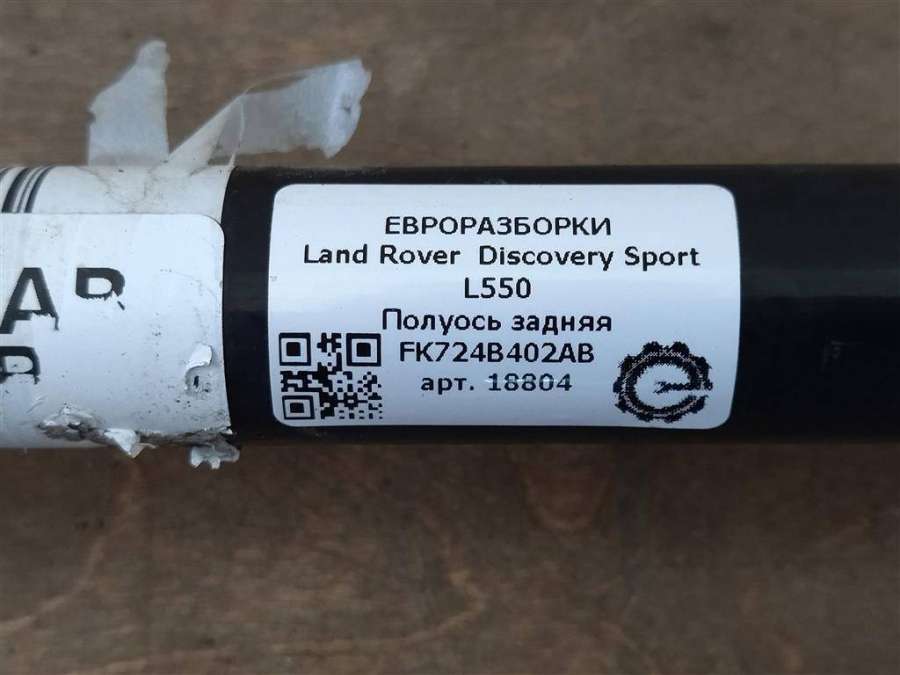 ЕВРОРАЗБОРКИ
Land Rover Discovery Sport
L550
Полуось задняя
FK724B402AB
арт. 18804